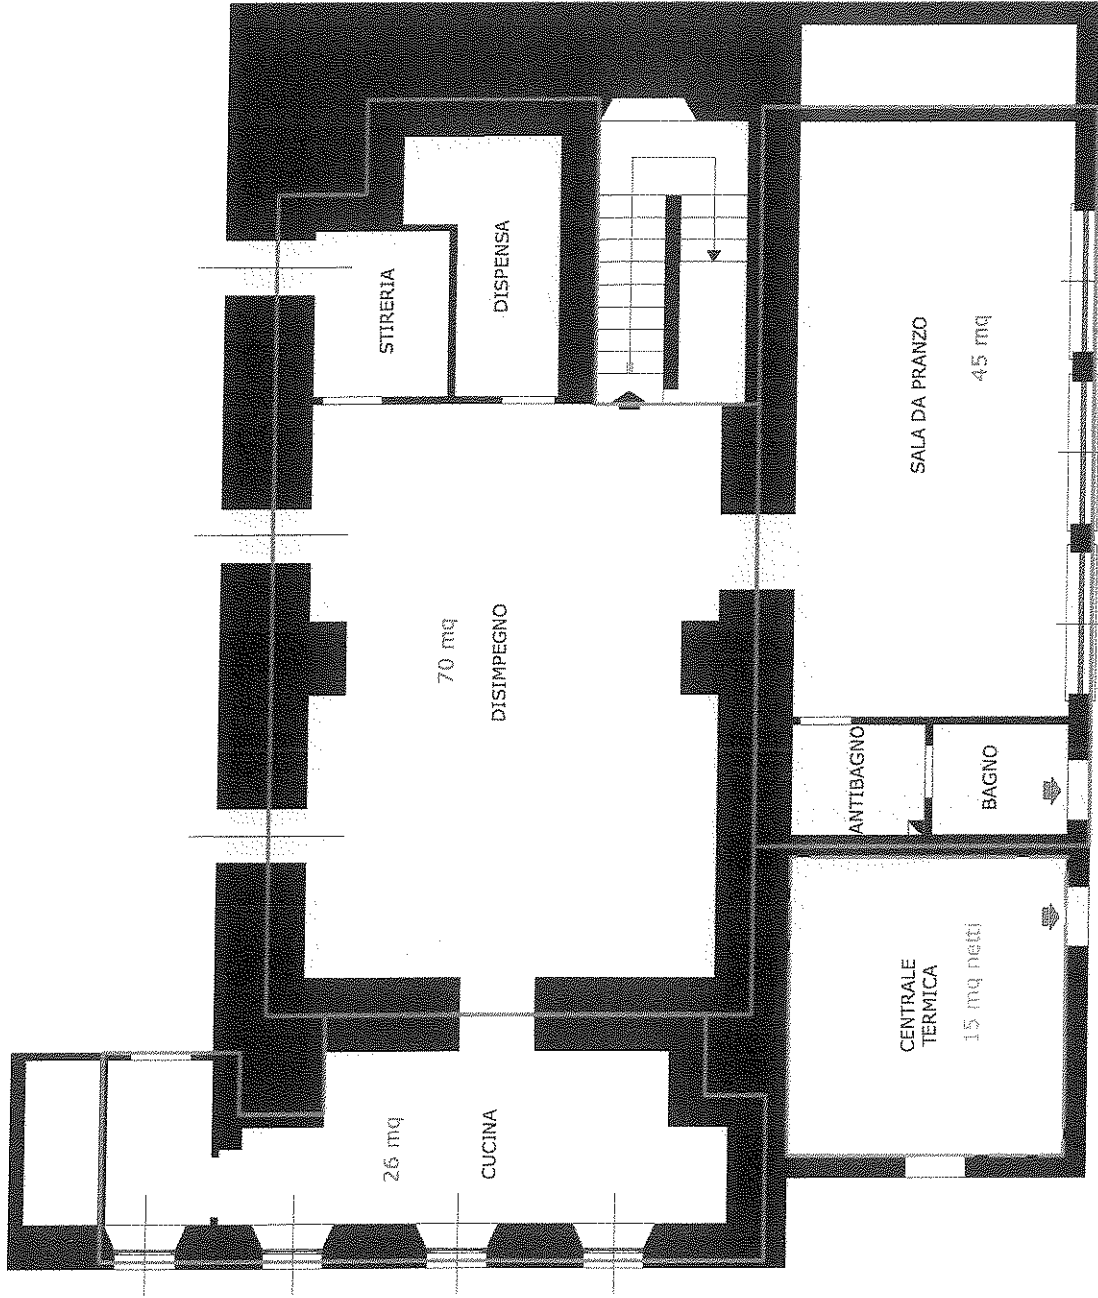 STIRERIA
DISPENSA
70 mq
DISIMPEGNO
SALA DA PRANZO
45 mq
ANTIBAGNO
BAGNO
26 mq
CUCINA
CENTRALE
TERMICA
15 mq netti